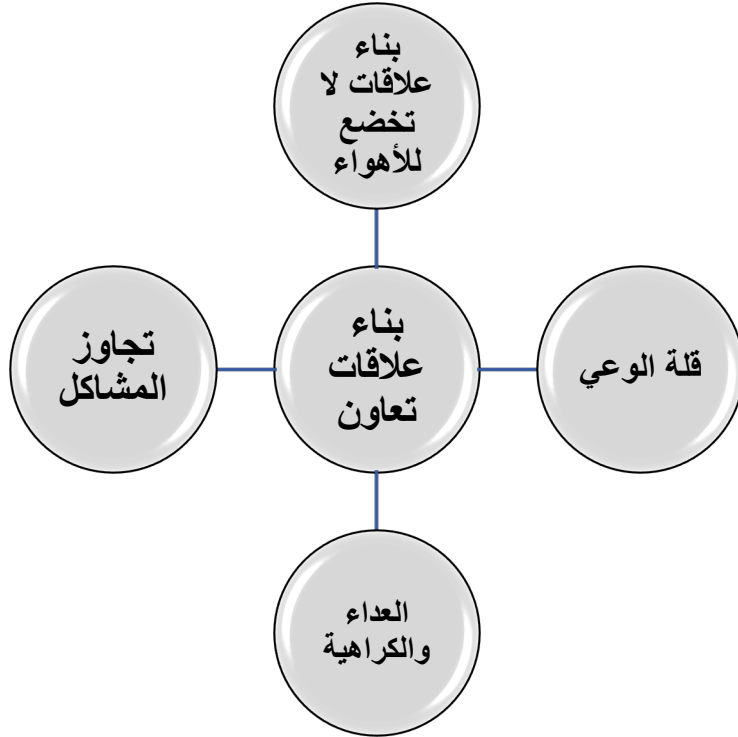 بناء
علاقات لا
تخضع
للأهواء
بناء
علاقات
تعاون
قلة الوعي
تجاوز
المشاكل
العداء
والكراهية